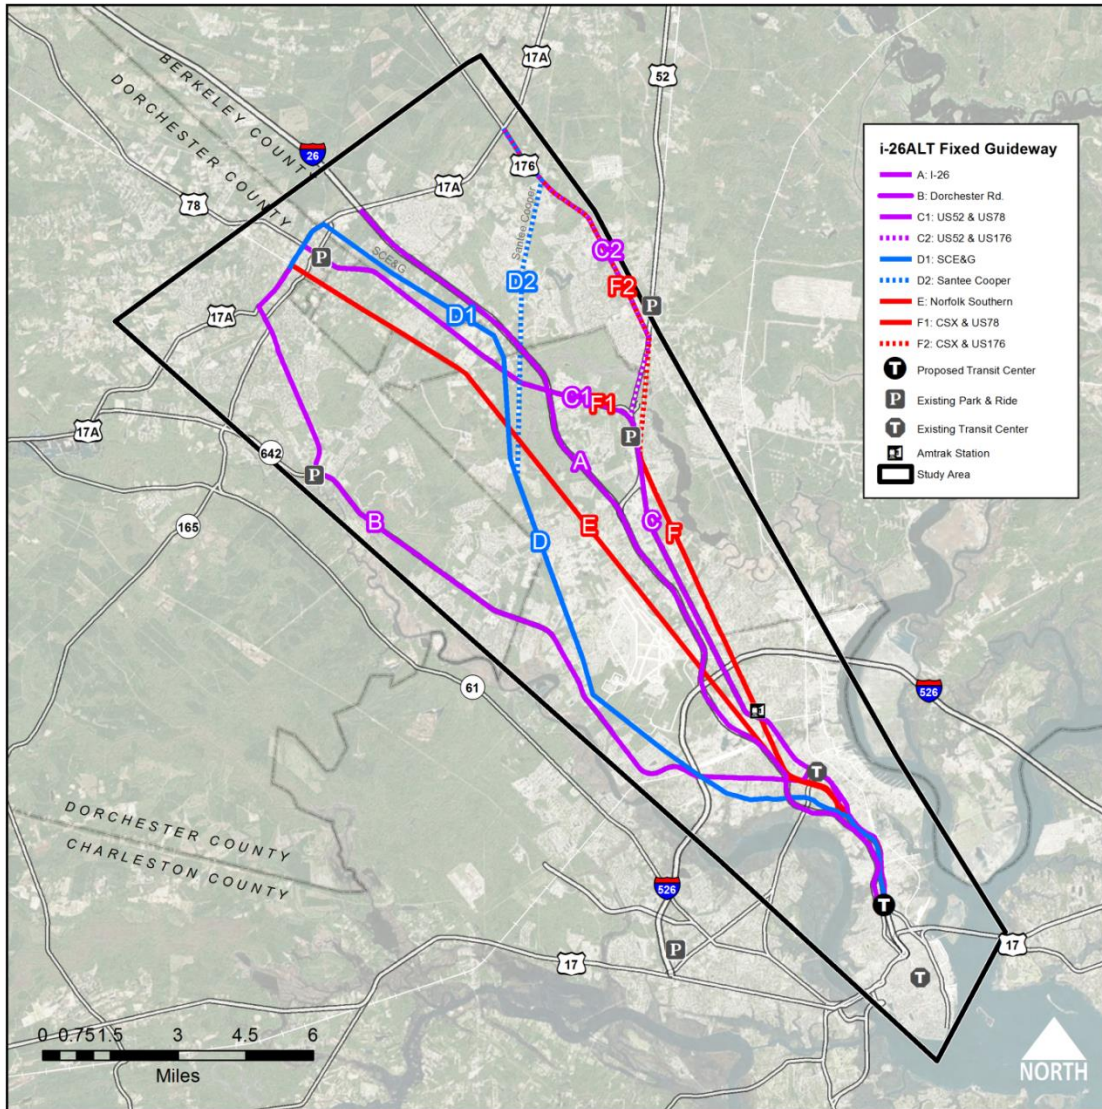 17A
52
BERKELEY COUNTY
DORCHESTER COUNTY
26
176
17A
78
Santee Cooper
SCE&G
C2
F2
P
P
D2
D1
17A
17A
C1
F1
P
642
P
A
B
165
C
F
E
D
61
526
T
DORCHESTER COUNTY
CHARLESTON COUNTY
526
T
P
17
17
T
0 0.75 1.5 3 4.5 6
Miles
NORTH
i-26ALT Fixed Guideway
A: I-26
B: Dorchester Rd.
C1: US52 & US78
C2: US52 & US176
D1: SCE&G
D2: Santee Cooper
E: Norfolk Southern
F1: CSX & US78
F2: CSX & US176
T Proposed Transit Center
P Existing Park & Ride
T Existing Transit Center
Amtrak Station
Study Area